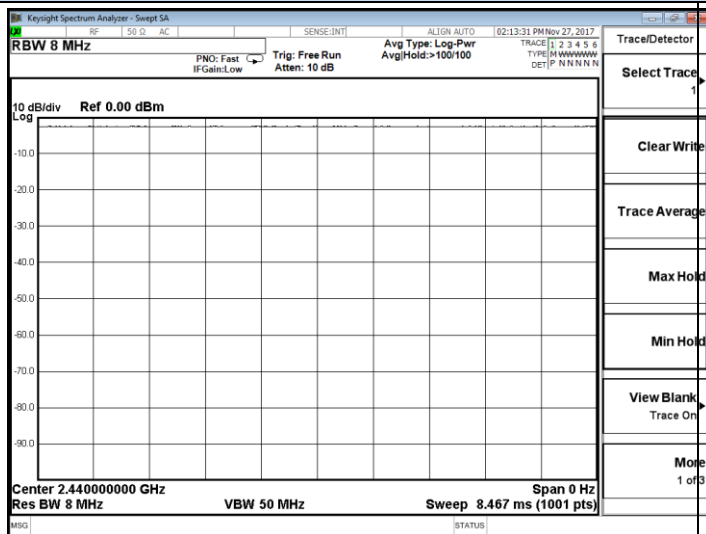 Keysight Spectrum Analyzer - Swept SA
RF 50 Ω AC SENSE:INT ALIGN AUTO 02:13:31 PM Nov 27, 2017
RBW 8 MHz
PNO: Fast
IFGain:Low
Trig: Free Run
Atten: 10 dB
Avg Type: Log-Pwr
Avg|Hold:>100/100
TRACE 1 2 3 4 5 6
TYPE M WWWWW
DET P N N N N N
Trace/Detector
Select Trace
1
Clear Write
Trace Average
Max Hold
Min Hold
View Blank
Trace On
More
1 of 3
10 dB/div Ref 0.00 dBm
Log
-10.0
-20.0
-30.0
-40.0
-50.0
-60.0
-70.0
-80.0
-90.0
Center 2.440000000 GHz Span 0 Hz
Res BW 8 MHz VBW 50 MHz Sweep 8.467 ms (1001 pts)
MSG STATUS